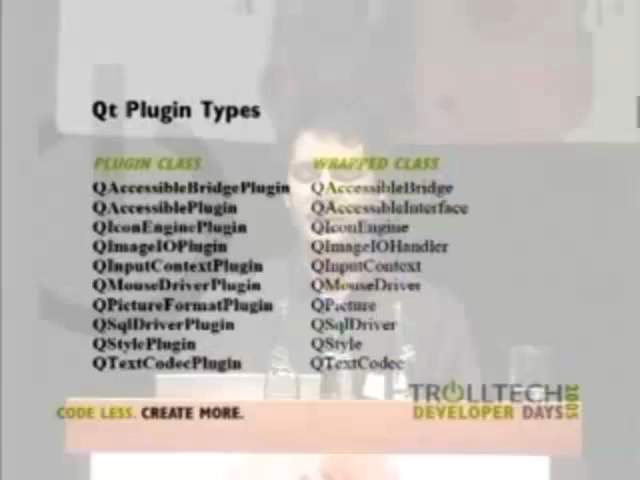 Qt Plugin Types
PLUGIN CLASS WRAPPED CLASS
QAccessibleBridgePlugin QAccessibleBridge
QAccessiblePlugin QAccessibleInterface
QIconEnginePlugin QIconEngine
QImageIOPlugin QImageIOHandler
QInputContextPlugin QInputContext
QMouseDriverPlugin QMouseDriver
QPictureFormatPlugin QPicture
QSqlDriverPlugin QSqlDriver
QStylePlugin QStyle
QTextCodecPlugin QTextCodec
TROLLTECH
CODE LESS. CREATE MORE. DEVELOPER DAYS 2005